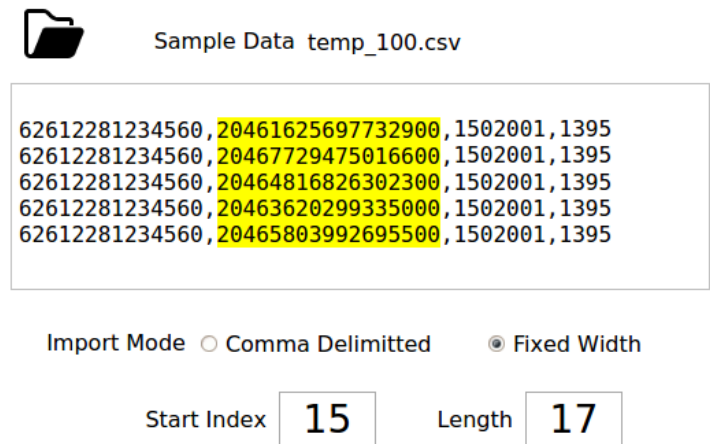 Sample Data temp_100.csv
62612281234560,20461625697732900,1502001,1395
62612281234560,20467729475016600,1502001,1395
62612281234560,20464816826302300,1502001,1395
62612281234560,20463620299335000,1502001,1395
62612281234560,20465803992695500,1502001,1395
Import Mode Comma Delimitted Fixed Width
Start Index 15 Length 17